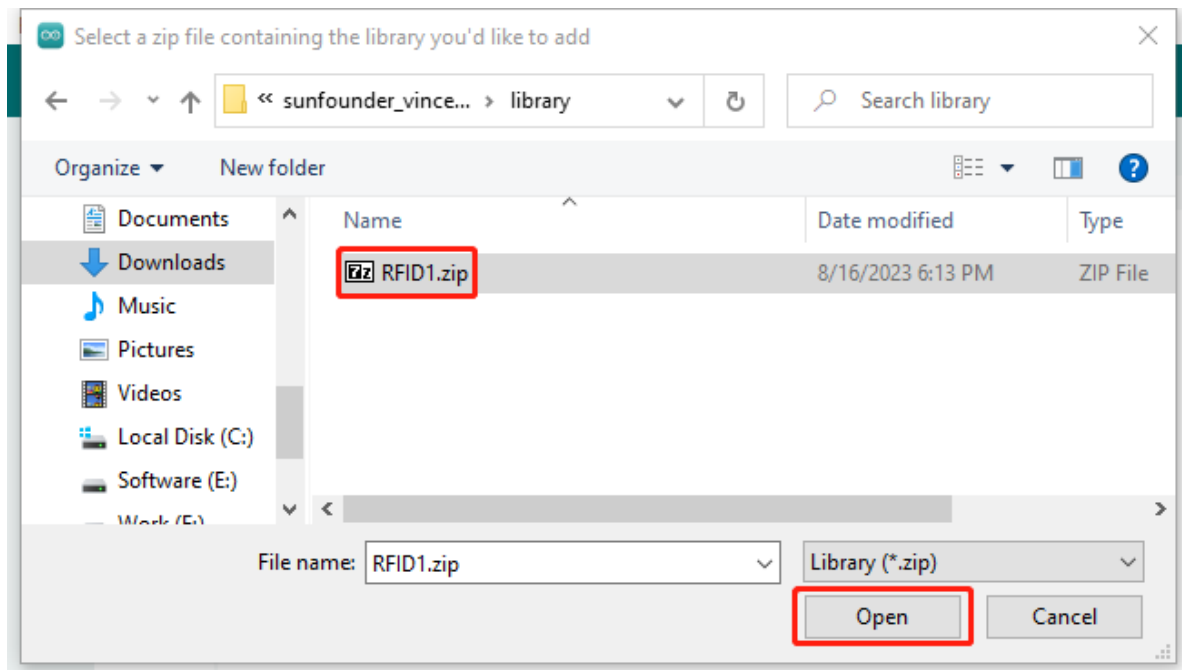 Select a zip file containing the library you'd like to add
« sunfounder_vince... › library
Search library
Organize
New folder
Documents
Downloads
Music
Pictures
Videos
Local Disk (C:)
Software (E:)
Name
Date modified
Type
RFID1.zip
8/16/2023 6:13 PM
ZIP File
File name:
RFID1.zip
Library (*.zip)
Open
Cancel